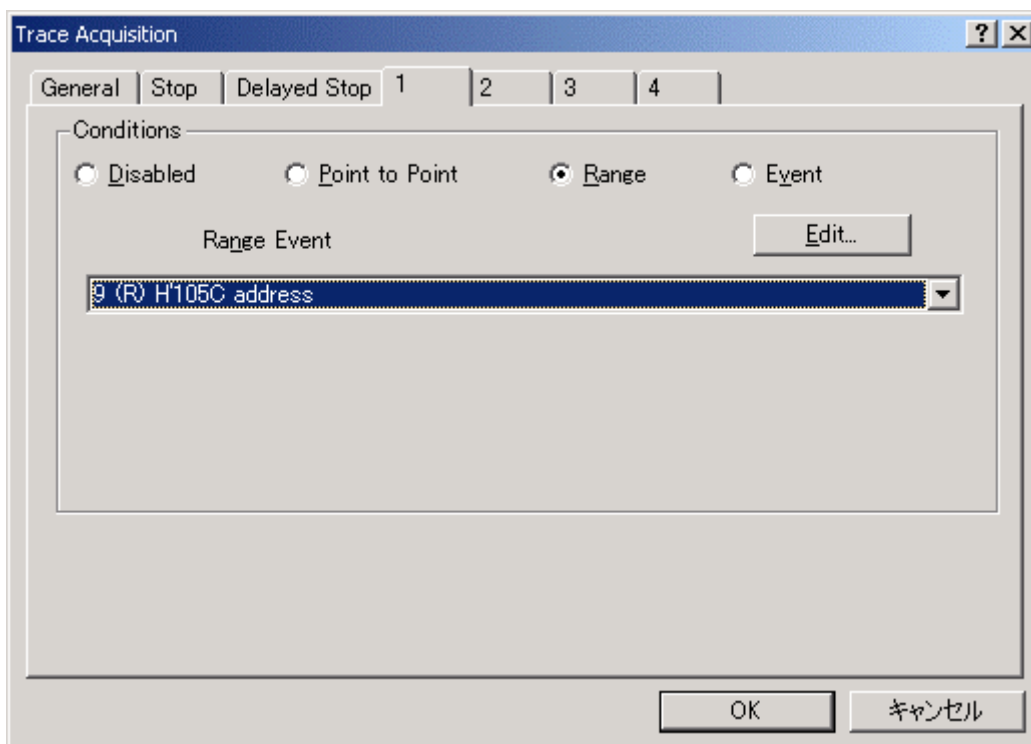 Trace Acquisition
General Stop Delayed Stop 1 2 3 4
Conditions
Disabled Point to Point Range Event
Range Event Edit...
9 (R) H'105C address
OK キャンセル